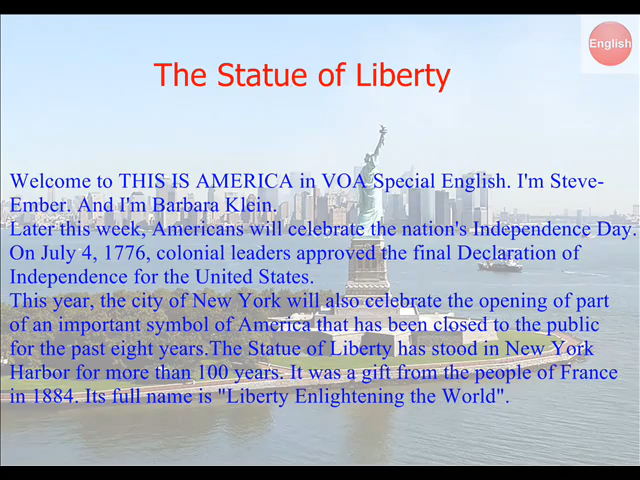 English
The Statue of Liberty
Welcome to THIS IS AMERICA in VOA Special English. I'm Steve-
Ember. And I'm Barbara Klein.
Later this week, Americans will celebrate the nation's Independence Day.
On July 4, 1776, colonial leaders approved the final Declaration of
Independence for the United States.
This year, the city of New York will also celebrate the opening of part
of an important symbol of America that has been closed to the public
for the past eight years.The Statue of Liberty has stood in New York
Harbor for more than 100 years. It was a gift from the people of France
in 1884. Its full name is "Liberty Enlightening the World".